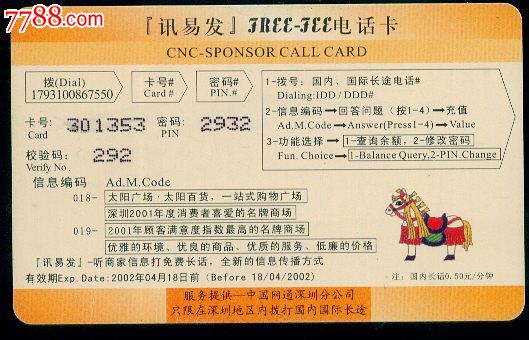 7788.com
『讯易发』FREE-TEE电话卡
CNC-SPONSOR CALL CARD
拨(Dial) 卡号# 密码#
1793100867550 Card # PIN.#
1-拨号：国内、国际长途电话#
Dialing:IDD / DDD#
2-信息编码→回答问题（按1-4）→充值
Ad.M.Code→Answer(Press1-4)→Value
3-功能选择→1-查询余额，2-修改密码
Fun. Choice→1-Balance Query,2-PIN.Change
卡号: 301353 密码: 2932
Card PIN
校验码: 292
Verify No.
信息编码 Ad.M.Code
018- 太阳广场·太阳百货，一站式购物广场
深圳2001年度消费者喜爱的名牌商场
019- 2001年顾客满意度指数最高的名牌商场
优雅的环境、优良的商品、优质的服务、低廉的价格
『讯易发』-听商家信息打免费长话，全新的信息传播方式
有效期Exp.Date:2002年04月18日前 (Before 18/04/2002)
注: 国内长话0.50元/分钟
服务提供—中国网通深圳分公司
只限在深圳地区内拨打国内国际长途